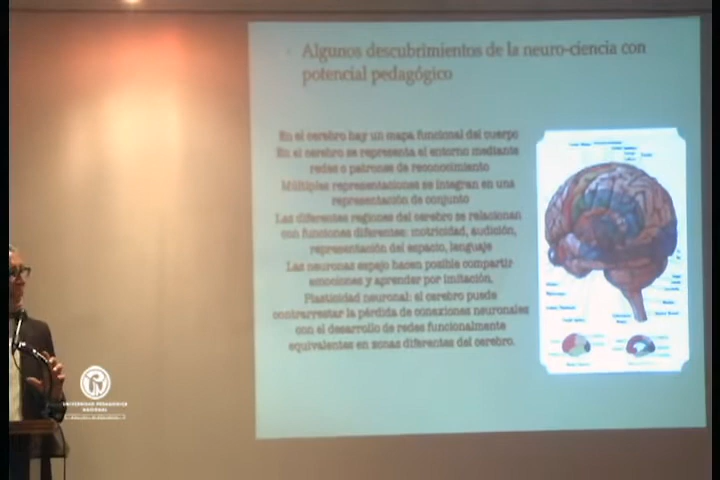 Algunos descubrimientos de la neuro-ciencia con
potencial pedagógico
En el cerebro hay un mapa funcional del cuerpo
En el cerebro se representa el entorno mediante
redes o patrones de reconocimiento
Múltiples representaciones se integran en una
representación de conjunto
Las diferentes regiones del cerebro se relacionan
con funciones diferentes: motricidad, audición,
representación del espacio, lenguaje
Las neuronas espejo hacen posible compartir
emociones y aprender por imitación.
Plasticidad neuronal: el cerebro puede
contrarrestar la pérdida de conexiones neuronales
con el desarrollo de redes funcionalmente
equivalentes en zonas diferentes del cerebro.
UNIVERSIDAD PEDAGOGICA
NACIONAL